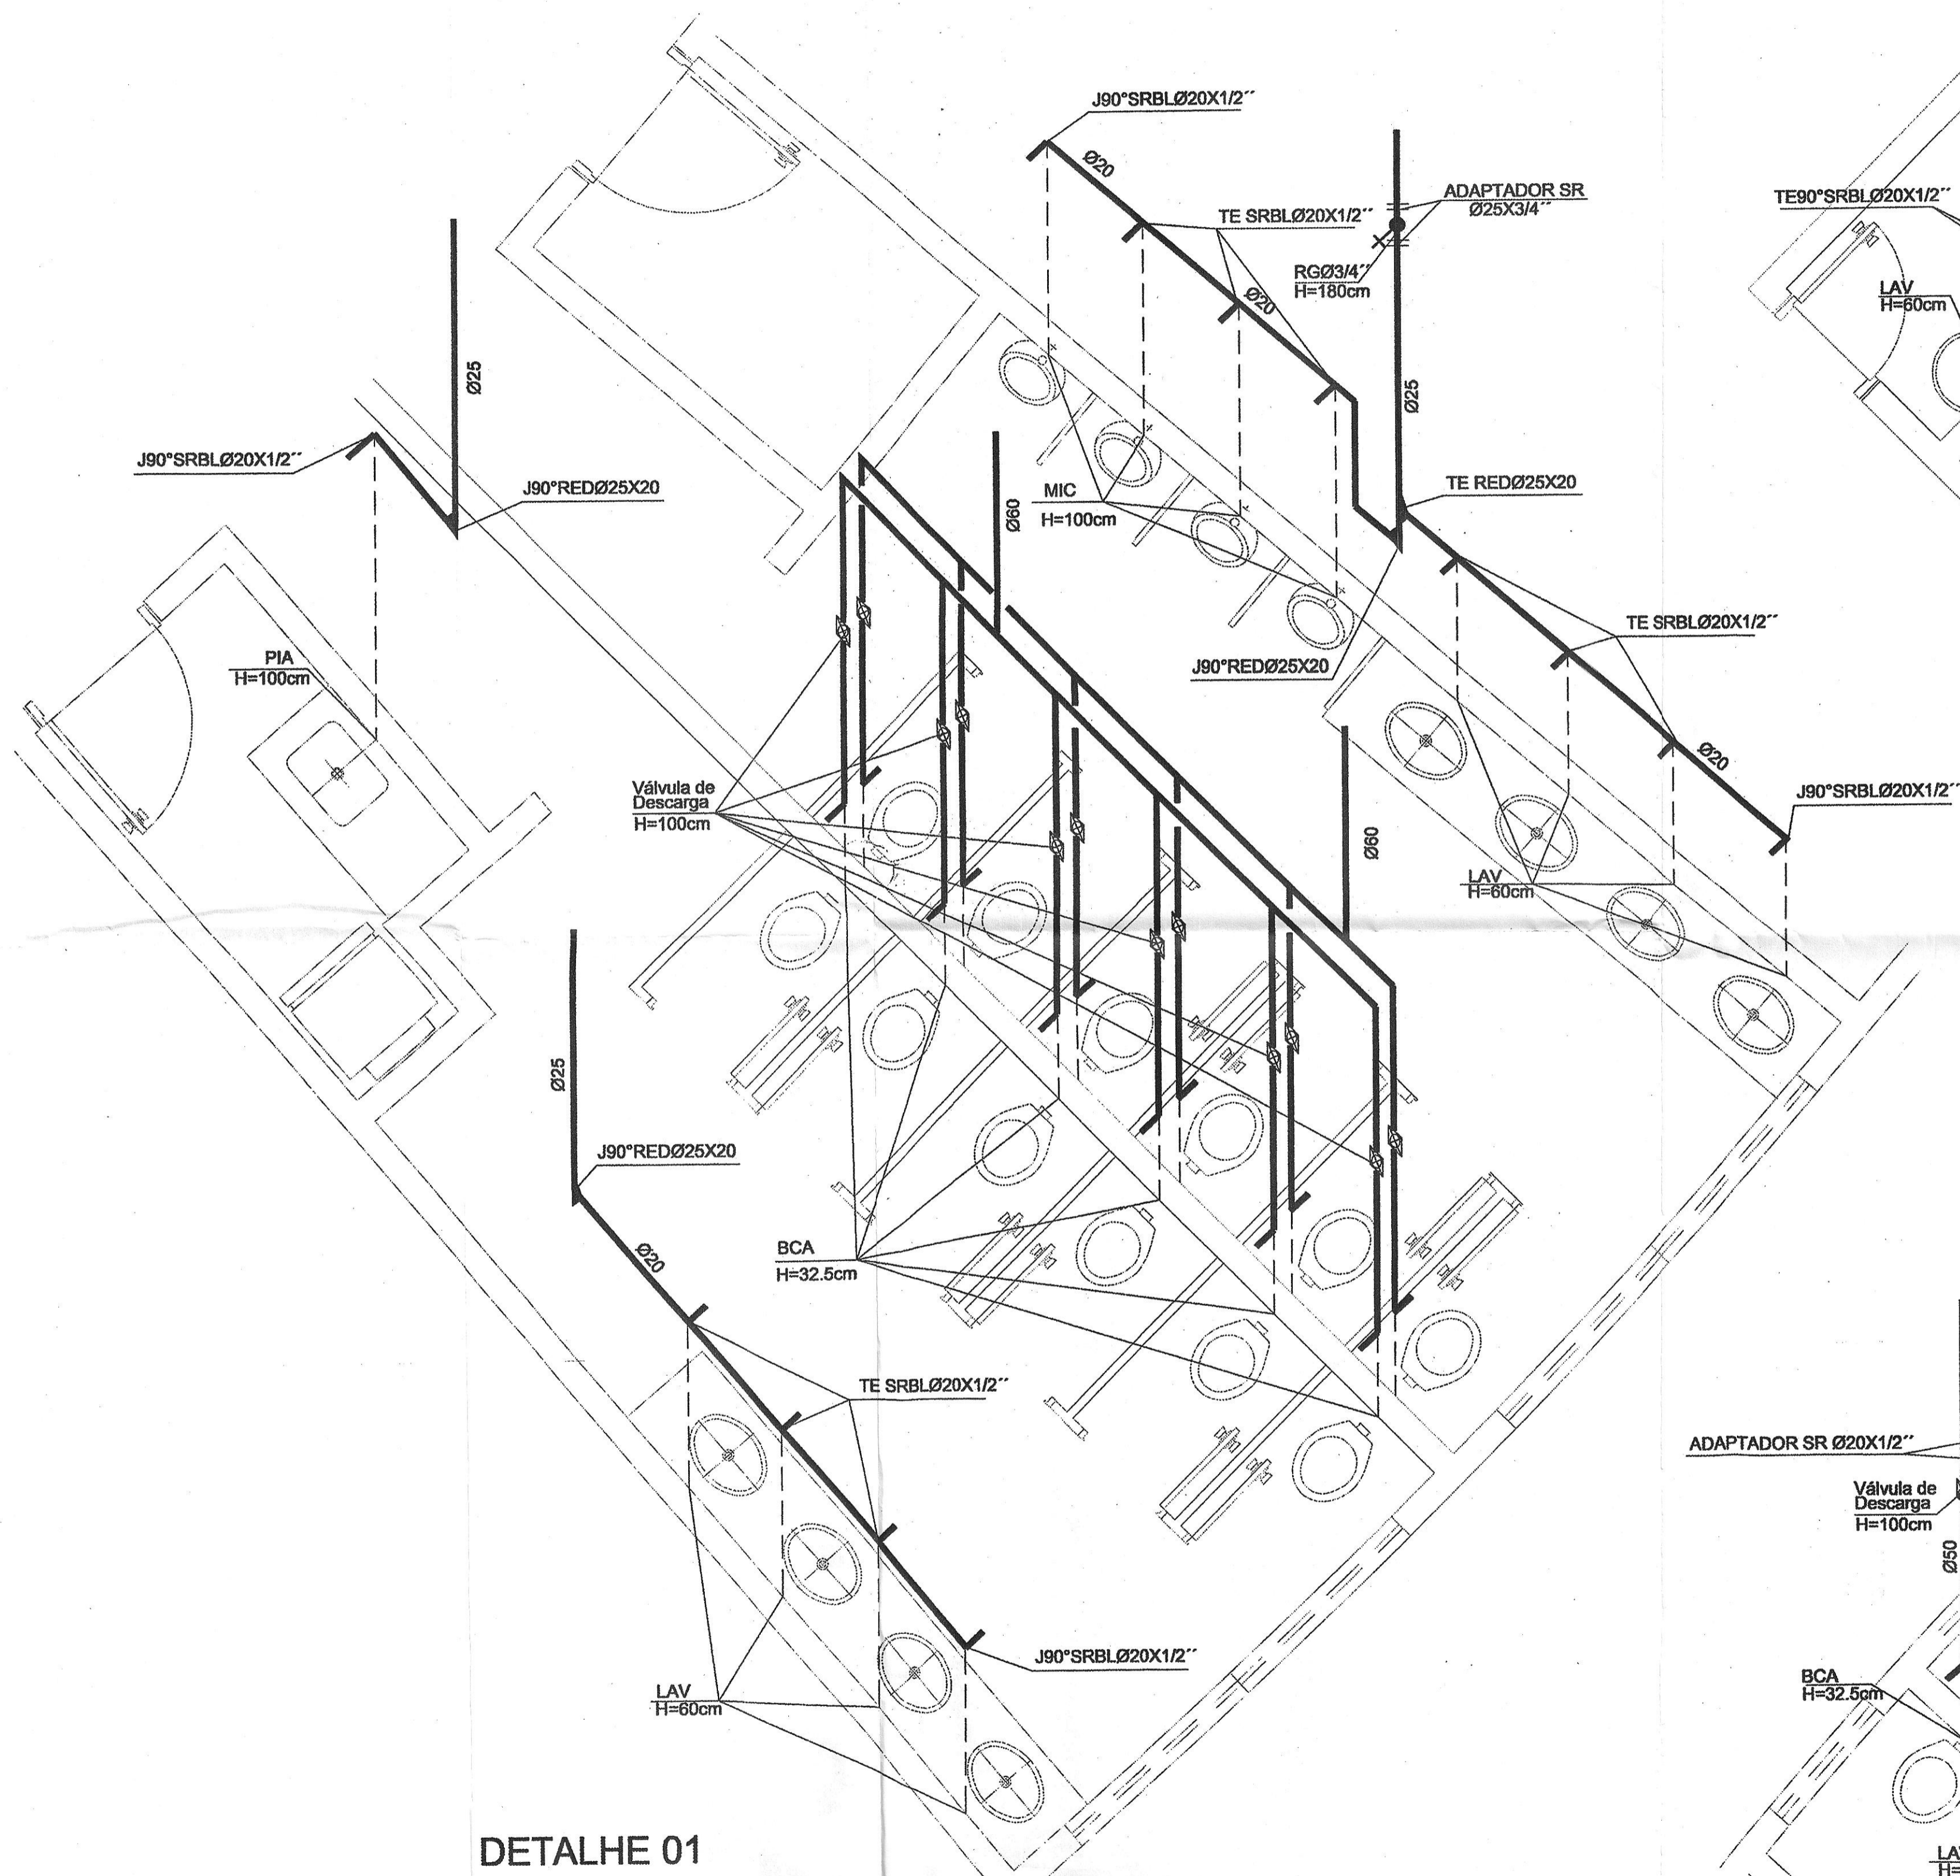 J90°SRBLØ20X1/2´´
Ø20
TE SRBLØ20X1/2´´
ADAPTADOR SR
Ø25X3/4´´
RGØ3/4´´
H=180cm
Ø20
TE90°SRBLØ20X1/2´´
LAV
H=60cm
Ø25
Ø25
J90°SRBLØ20X1/2´´
J90°REDØ25X20
MIC
H=100cm
Ø60
TE REDØ25X20
J90°REDØ25X20
TE SRBLØ20X1/2´´
PIA
H=100cm
Ø20
J90°SRBLØ20X1/2´´
Válvula de
Descarga
H=100cm
Ø60
LAV
H=60cm
Ø25
J90°REDØ25X20
Ø20
BCA
H=32.5cm
TE SRBLØ20X1/2´´
ADAPTADOR SR Ø20X1/2´´
Válvula de
Descarga
H=100cm
Ø50
J90°SRBLØ20X1/2´´
LAV
H=60cm
BCA
H=32.5cm
DETALHE 01